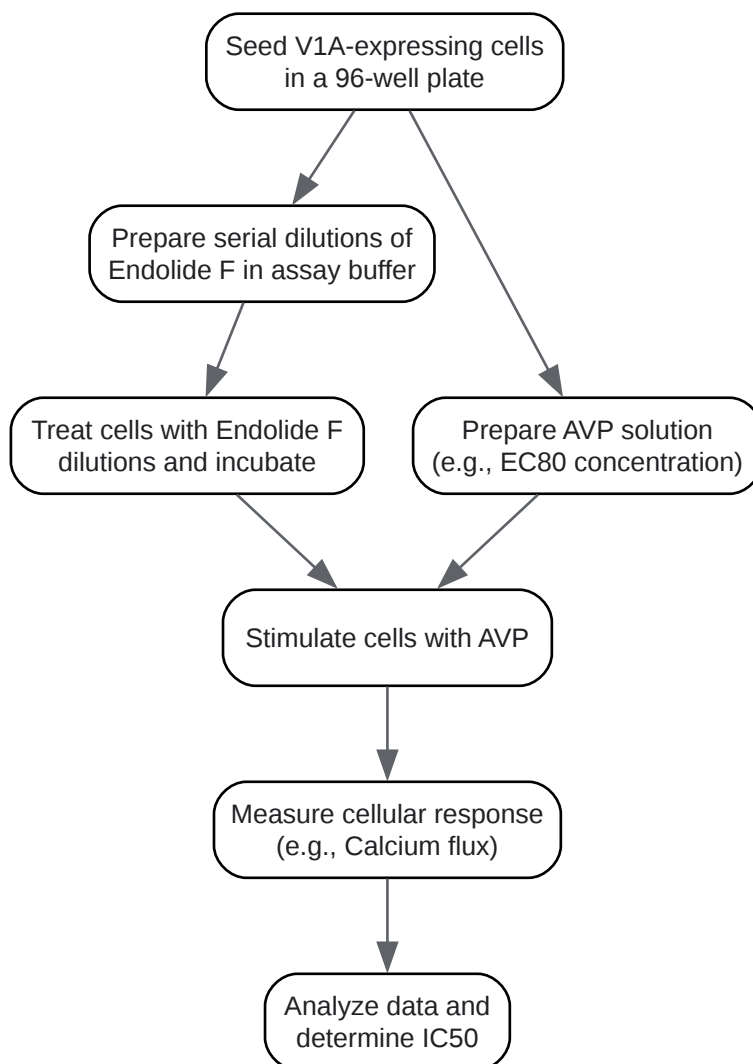 Seed V1A-expressing cells
in a 96-well plate
Prepare serial dilutions of
Endolide F in assay buffer
Treat cells with Endolide F
dilutions and incubate
Prepare AVP solution
(e.g., EC80 concentration)
Stimulate cells with AVP
Measure cellular response
(e.g., Calcium flux)
Analyze data and
determine IC50